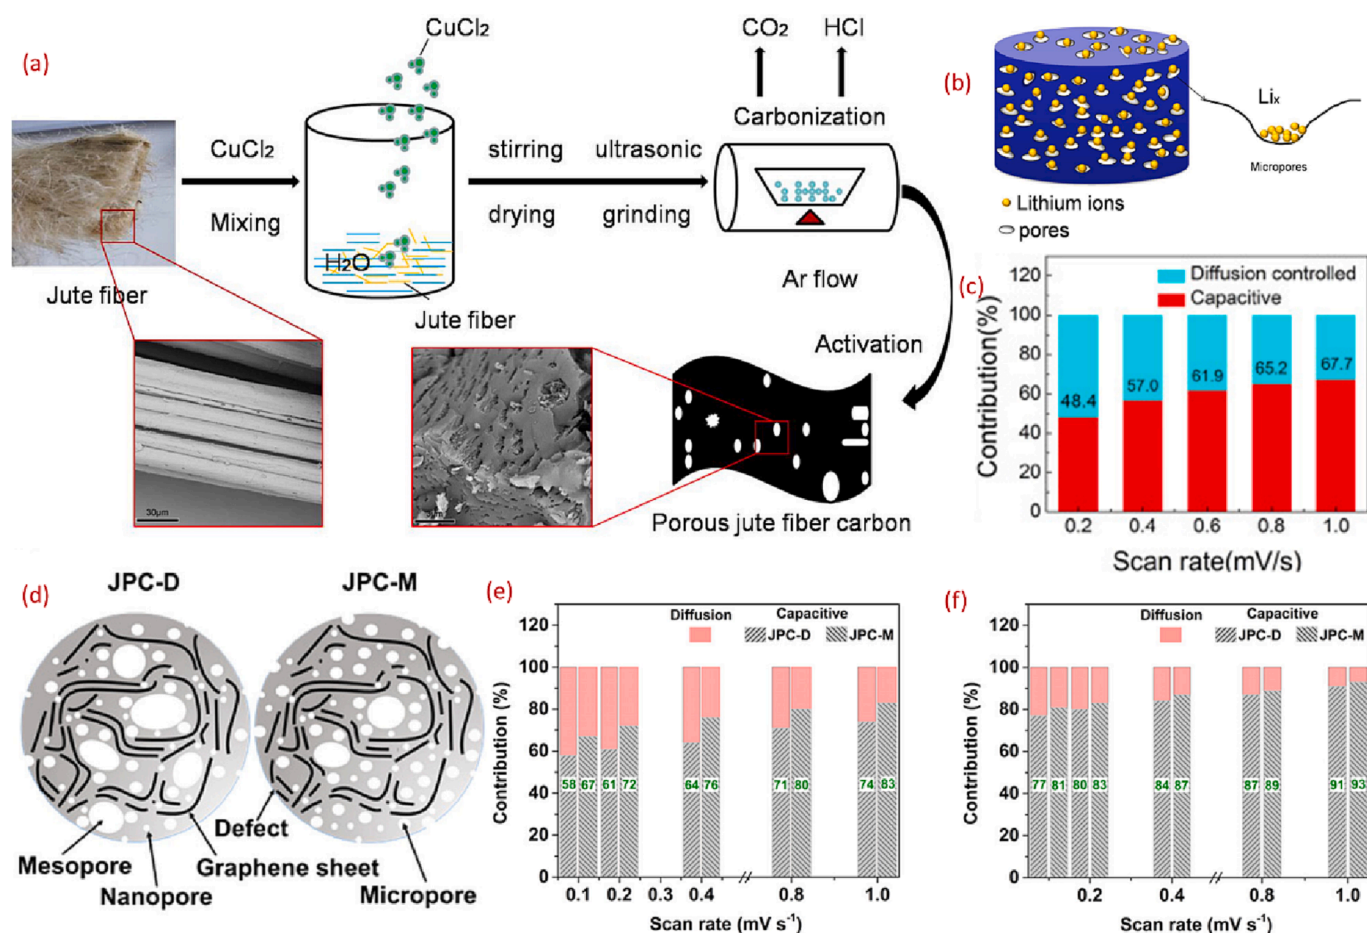 (a)
CuCl₂
CO₂
HCl
Carbonization
CuCl₂
Mixing
stirring
ultrasonic
drying
grinding
H₂O
Jute fiber
Jute fiber
Ar flow
Activation
30μm
Porous jute fiber carbon
(b)
Liₓ
Micropores
Lithium ions
pores
(c)
Diffusion controlled
Capacitive
Contribution(%)
120
100
80
60
40
20
0
48.4
57.0
61.9
65.2
67.7
0.2
0.4
0.6
0.8
1.0
Scan rate(mV/s)
(d)
JPC-D
JPC-M
Defect
Mesopore
Graphene sheet
Nanopore
Micropore
(e)
Diffusion
Capacitive
JPC-D
JPC-M
Contribution (%)
120
100
80
60
40
20
0
58
67
61
72
64
76
71
80
74
83
0.1
0.2
0.3
0.4
0.8
1.0
Scan rate (mV s⁻¹)
(f)
Diffusion
Capacitive
JPC-D
JPC-M
Contribution (%)
120
100
80
60
40
20
0
77
81
80
83
84
87
87
89
91
93
0.2
0.4
0.8
1.0
Scan rate (mV s⁻¹)